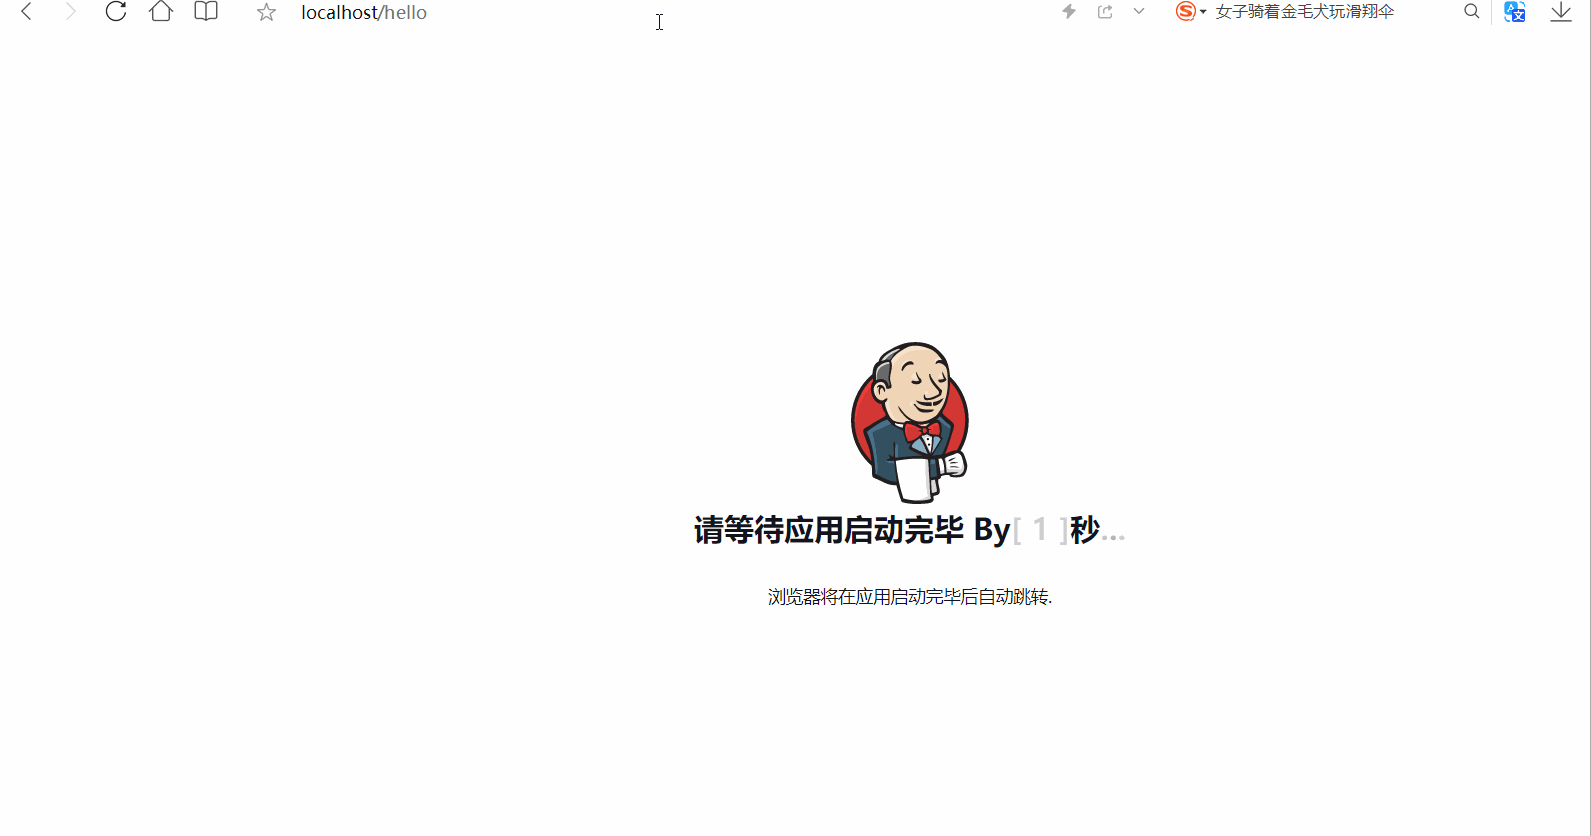 localhost/hello
女子骑着金毛犬玩滑翔伞
请等待应用启动完毕 By[ 1 ]秒...
浏览器将在应用启动完毕后自动跳转.